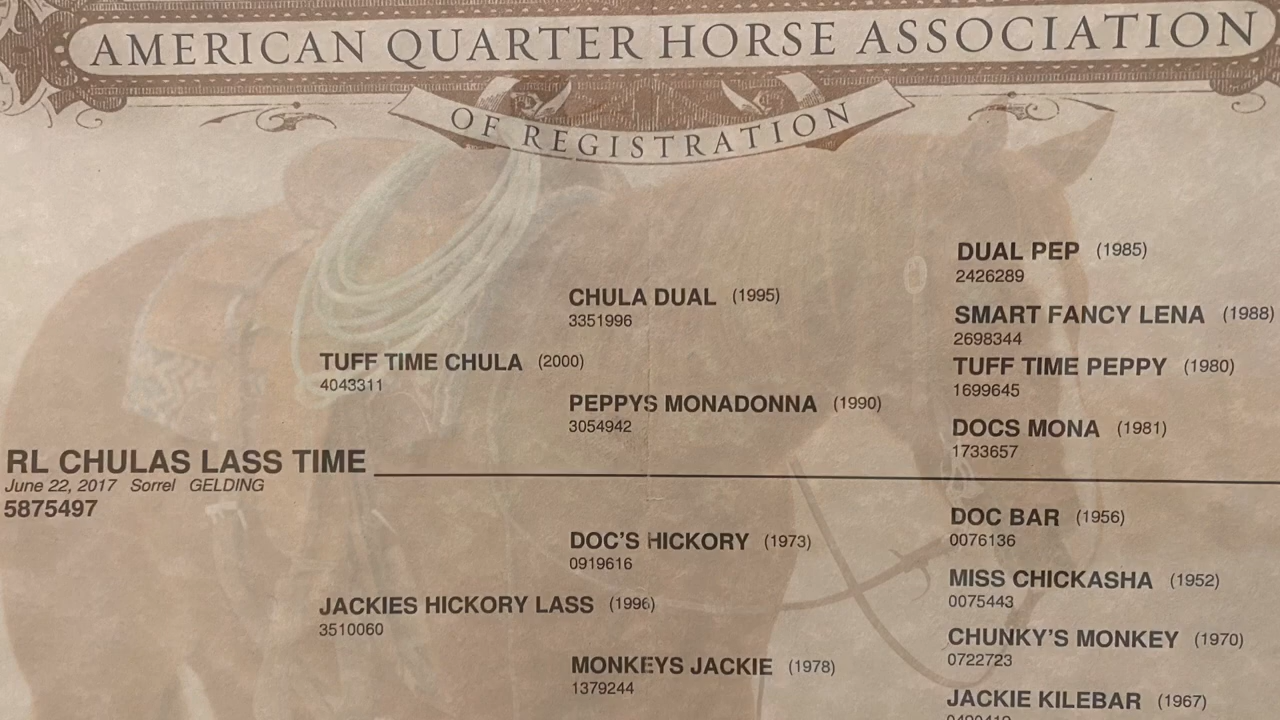 AMERICAN QUARTER HORSE ASSOCIATION
OF REGISTRATION
DUAL PEP (1985)
2426289
CHULA DUAL (1995)
3351996
SMART FANCY LENA (1988)
2698344
TUFF TIME CHULA (2000)
4043311
TUFF TIME PEPPY (1980)
1699645
PEPPYS MONADONNA (1990)
3054942
DOCS MONA (1981)
1733657
RL CHULAS LASS TIME
June 22, 2017 Sorrel GELDING
5875497
DOC BAR (1956)
0076136
DOC'S HICKORY (1973)
0919616
MISS CHICKASHA (1952)
0075443
JACKIES HICKORY LASS (1996)
3510060
CHUNKY'S MONKEY (1970)
0722723
MONKEYS JACKIE (1978)
1379244
JACKIE KILEBAR (1967)